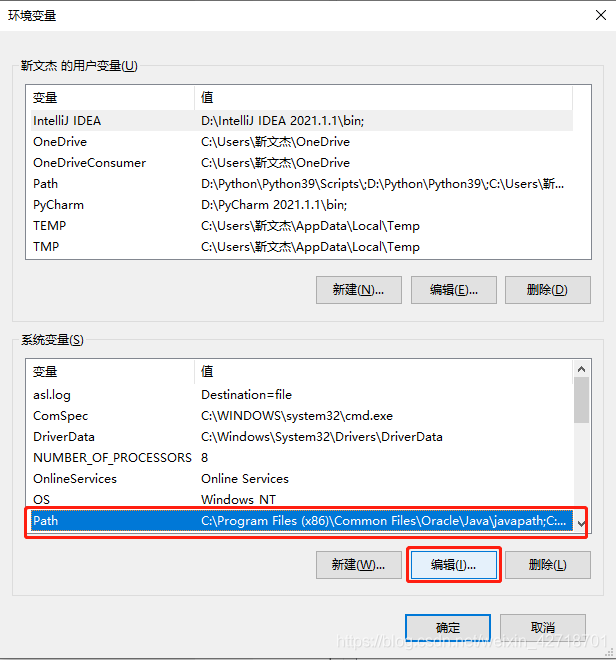 环境变量
靳文杰 的用户变量(U)
变量 值
IntelliJ IDEA D:\IntelliJ IDEA 2021.1.1\bin;
OneDrive C:\Users\靳文杰\OneDrive
OneDriveConsumer C:\Users\靳文杰\OneDrive
Path D:\Python\Python39\Scripts\;D:\Python\Python39\;C:\Users\靳...
PyCharm D:\PyCharm 2021.1.1\bin;
TEMP C:\Users\靳文杰\AppData\Local\Temp
TMP C:\Users\靳文杰\AppData\Local\Temp
新建(N)... 编辑(E)... 删除(D)
系统变量(S)
变量 值
asl.log Destination=file
ComSpec C:\WINDOWS\system32\cmd.exe
DriverData C:\Windows\System32\Drivers\DriverData
NUMBER_OF_PROCESSORS 8
OnlineServices Online Services
OS Windows_NT
Path C:\Program Files (x86)\Common Files\Oracle\Java\javapath;C:...
新建(W)... 编辑(I)... 删除(L)
确定 取消
https://blog.csdn.net/weixin_42718701